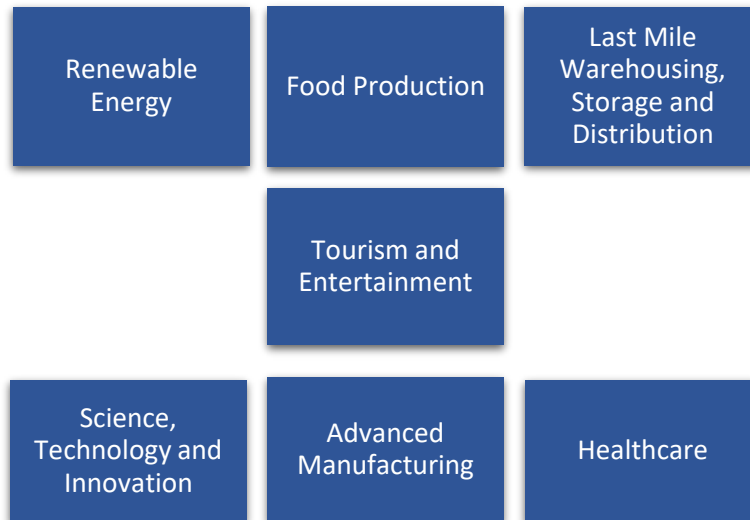 Renewable
Energy
Food Production
Last Mile
Warehousing,
Storage and
Distribution
Tourism and
Entertainment
Science,
Technology and
Innovation
Advanced
Manufacturing
Healthcare